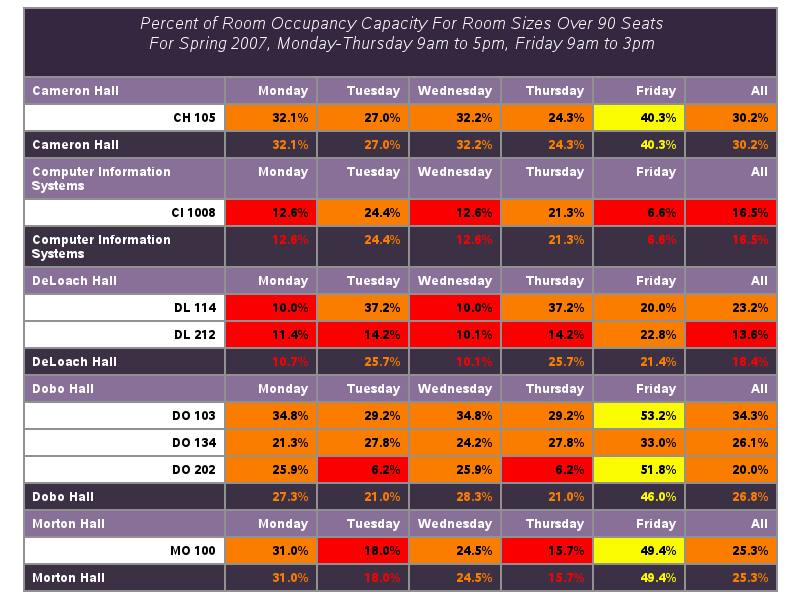 Percent of Room Occupancy Capacity For Room Sizes Over 90 Seats
For Spring 2007, Monday-Thursday 9am to 5pm, Friday 9am to 3pm
Cameron Hall Monday Tuesday Wednesday Thursday Friday All
CH 105 32.1% 27.0% 32.2% 24.3% 40.3% 30.2%
Cameron Hall 32.1% 27.0% 32.2% 24.3% 40.3% 30.2%
Computer Information Monday Tuesday Wednesday Thursday Friday All
Systems
CI 1008 12.6% 24.4% 12.6% 21.3% 6.6% 16.5%
Computer Information 12.6% 24.4% 12.6% 21.3% 6.6% 16.5%
Systems
DeLoach Hall Monday Tuesday Wednesday Thursday Friday All
DL 114 10.0% 37.2% 10.0% 37.2% 20.0% 23.2%
DL 212 11.4% 14.2% 10.1% 14.2% 22.8% 13.6%
DeLoach Hall 10.7% 25.7% 10.1% 25.7% 21.4% 18.4%
Dobo Hall Monday Tuesday Wednesday Thursday Friday All
DO 103 34.8% 29.2% 34.8% 29.2% 53.2% 34.3%
DO 134 21.3% 27.8% 24.2% 27.8% 33.0% 26.1%
DO 202 25.9% 6.2% 25.9% 6.2% 51.8% 20.0%
Dobo Hall 27.3% 21.0% 28.3% 21.0% 46.0% 26.8%
Morton Hall Monday Tuesday Wednesday Thursday Friday All
MO 100 31.0% 18.0% 24.5% 15.7% 49.4% 25.3%
Morton Hall 31.0% 18.0% 24.5% 15.7% 49.4% 25.3%